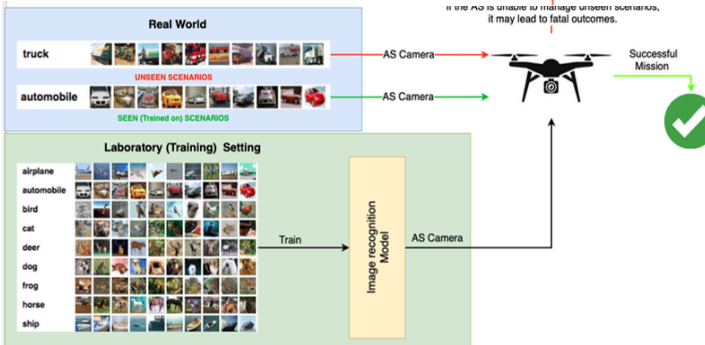 If the AS is unable to manage unseen scenarios,
it may lead to fatal outcomes.
Real World
truck
UNSEEN SCENARIOS
automobile
SEEN (Trained on) SCENARIOS
AS Camera
AS Camera
Successful
Mission
Laboratory (Training) Setting
airplane
automobile
bird
cat
deer
dog
frog
horse
ship
Train
Image recognition
Model
AS Camera